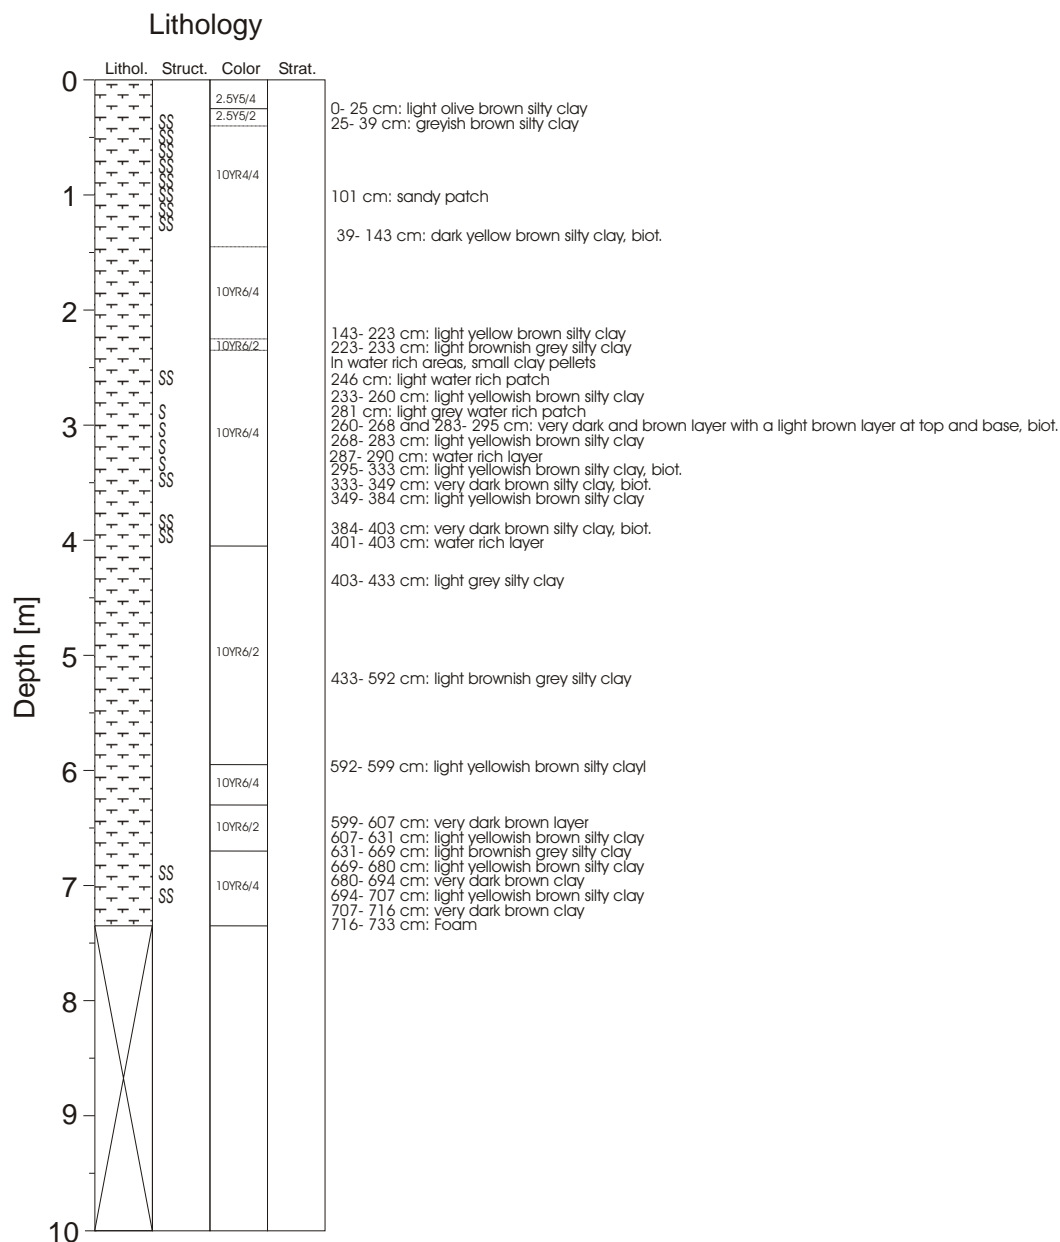 Lithology
Lithol. Struct. Color Strat.
0
2.5Y5/4
0- 25 cm: light olive brown silty clay
2.5Y5/2
25- 39 cm: greyish brown silty clay
SS
SS
SS
SS
10YR4/4
SS
1
SS
101 cm: sandy patch
SS
SS
39- 143 cm: dark yellow brown silty clay, biot.
10YR6/4
2
143- 223 cm: light yellow brown silty clay
10YR6/2
223- 233 cm: light brownish grey silty clay
In water rich areas, small clay pellets
SS
246 cm: light water rich patch
233- 260 cm: light yellowish brown silty clay
S
281 cm: light grey water rich patch
3
S
10YR6/4
260- 268 and 283- 295 cm: very dark and brown layer with a light brown layer at top and base, biot.
S
268- 283 cm: light yellowish brown silty clay
287- 290 cm: water rich layer
S
295- 333 cm: light yellowish brown silty clay, biot.
SS
333- 349 cm: very dark brown silty clay, biot.
349- 384 cm: light yellowish brown silty clay
SS
384- 403 cm: very dark brown silty clay, biot.
SS
4
401- 403 cm: water rich layer
403- 433 cm: light grey silty clay
Depth [m]
5
10YR6/2
433- 592 cm: light brownish grey silty clay
6
592- 599 cm: light yellowish brown silty clayl
10YR6/4
599- 607 cm: very dark brown layer
10YR6/2
607- 631 cm: light yellowish brown silty clay
631- 669 cm: light brownish grey silty clay
SS
669- 680 cm: light yellowish brown silty clay
7
10YR6/4
680- 694 cm: very dark brown clay
SS
694- 707 cm: light yellowish brown silty clay
707- 716 cm: very dark brown clay
716- 733 cm: Foam
8
9
10